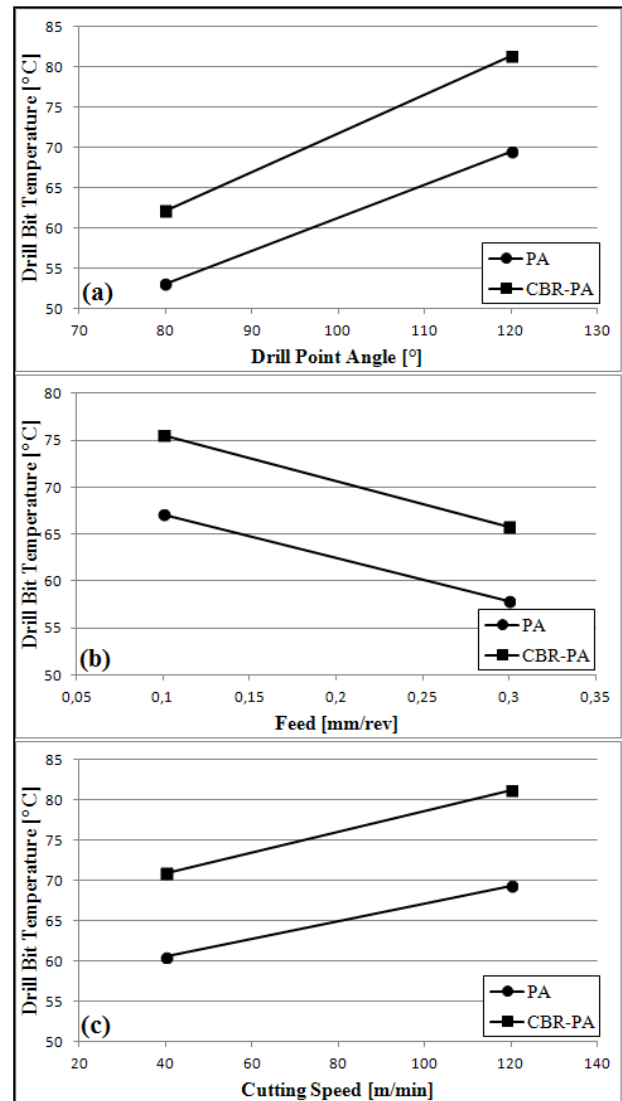 85
80
75
70
65
60
55
50
Drill Bit Temperature [°C]
(a)
PA
CBR-PA
70 80 90 100 110 120 130
Drill Point Angle [°]
80
75
70
65
60
55
50
Drill Bit Temperature [°C]
(b)
PA
CBR-PA
0,05 0,1 0,15 0,2 0,25 0,3 0,35
Feed [mm/rev]
85
80
75
70
65
60
55
50
Drill Bit Temperature [°C]
(c)
PA
CBR-PA
20 40 60 80 100 120 140
Cutting Speed [m/min]